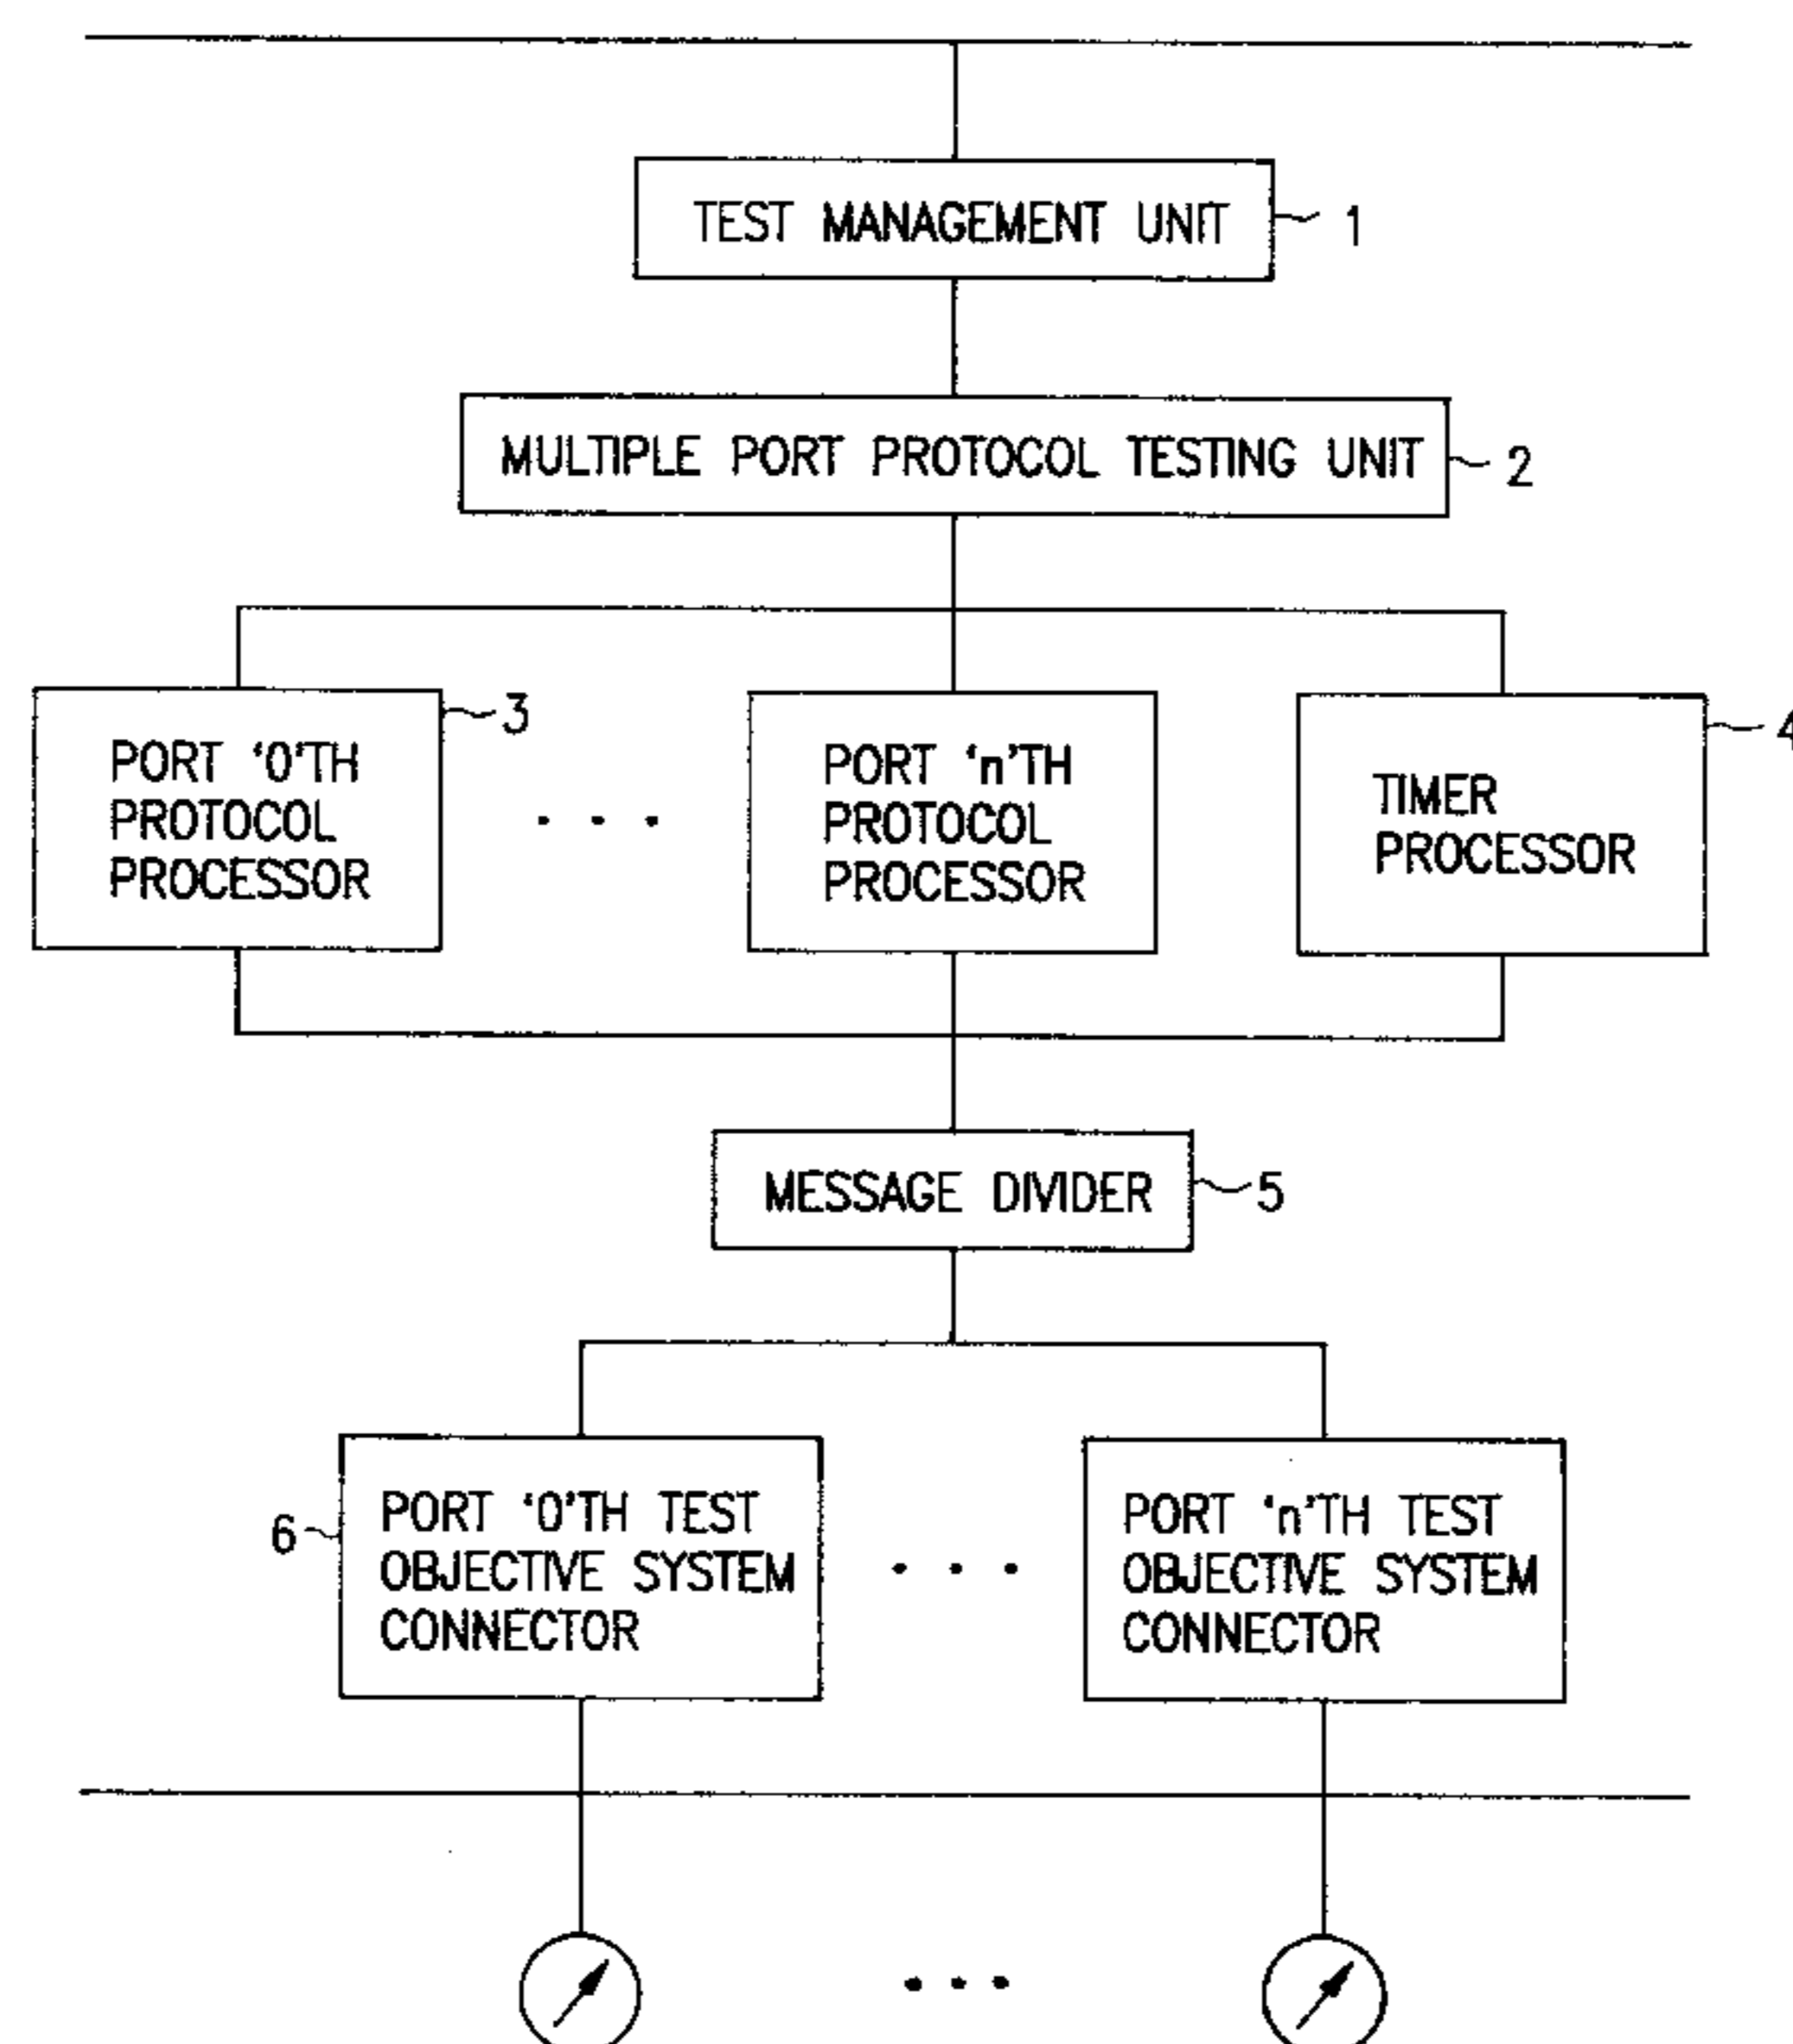 TEST MANAGEMENT UNIT
1
MULTIPLE PORT PROTOCOL TESTING UNIT
2
PORT ‘0’TH
PROTOCOL
PROCESSOR
3
. . .
PORT ‘n’TH
PROTOCOL
PROCESSOR
TIMER
PROCESSOR
4
MESSAGE DIVIDER
5
6
PORT ‘0’TH TEST
OBJECTIVE SYSTEM
CONNECTOR
. . .
PORT ‘n’TH TEST
OBJECTIVE SYSTEM
CONNECTOR
. . .